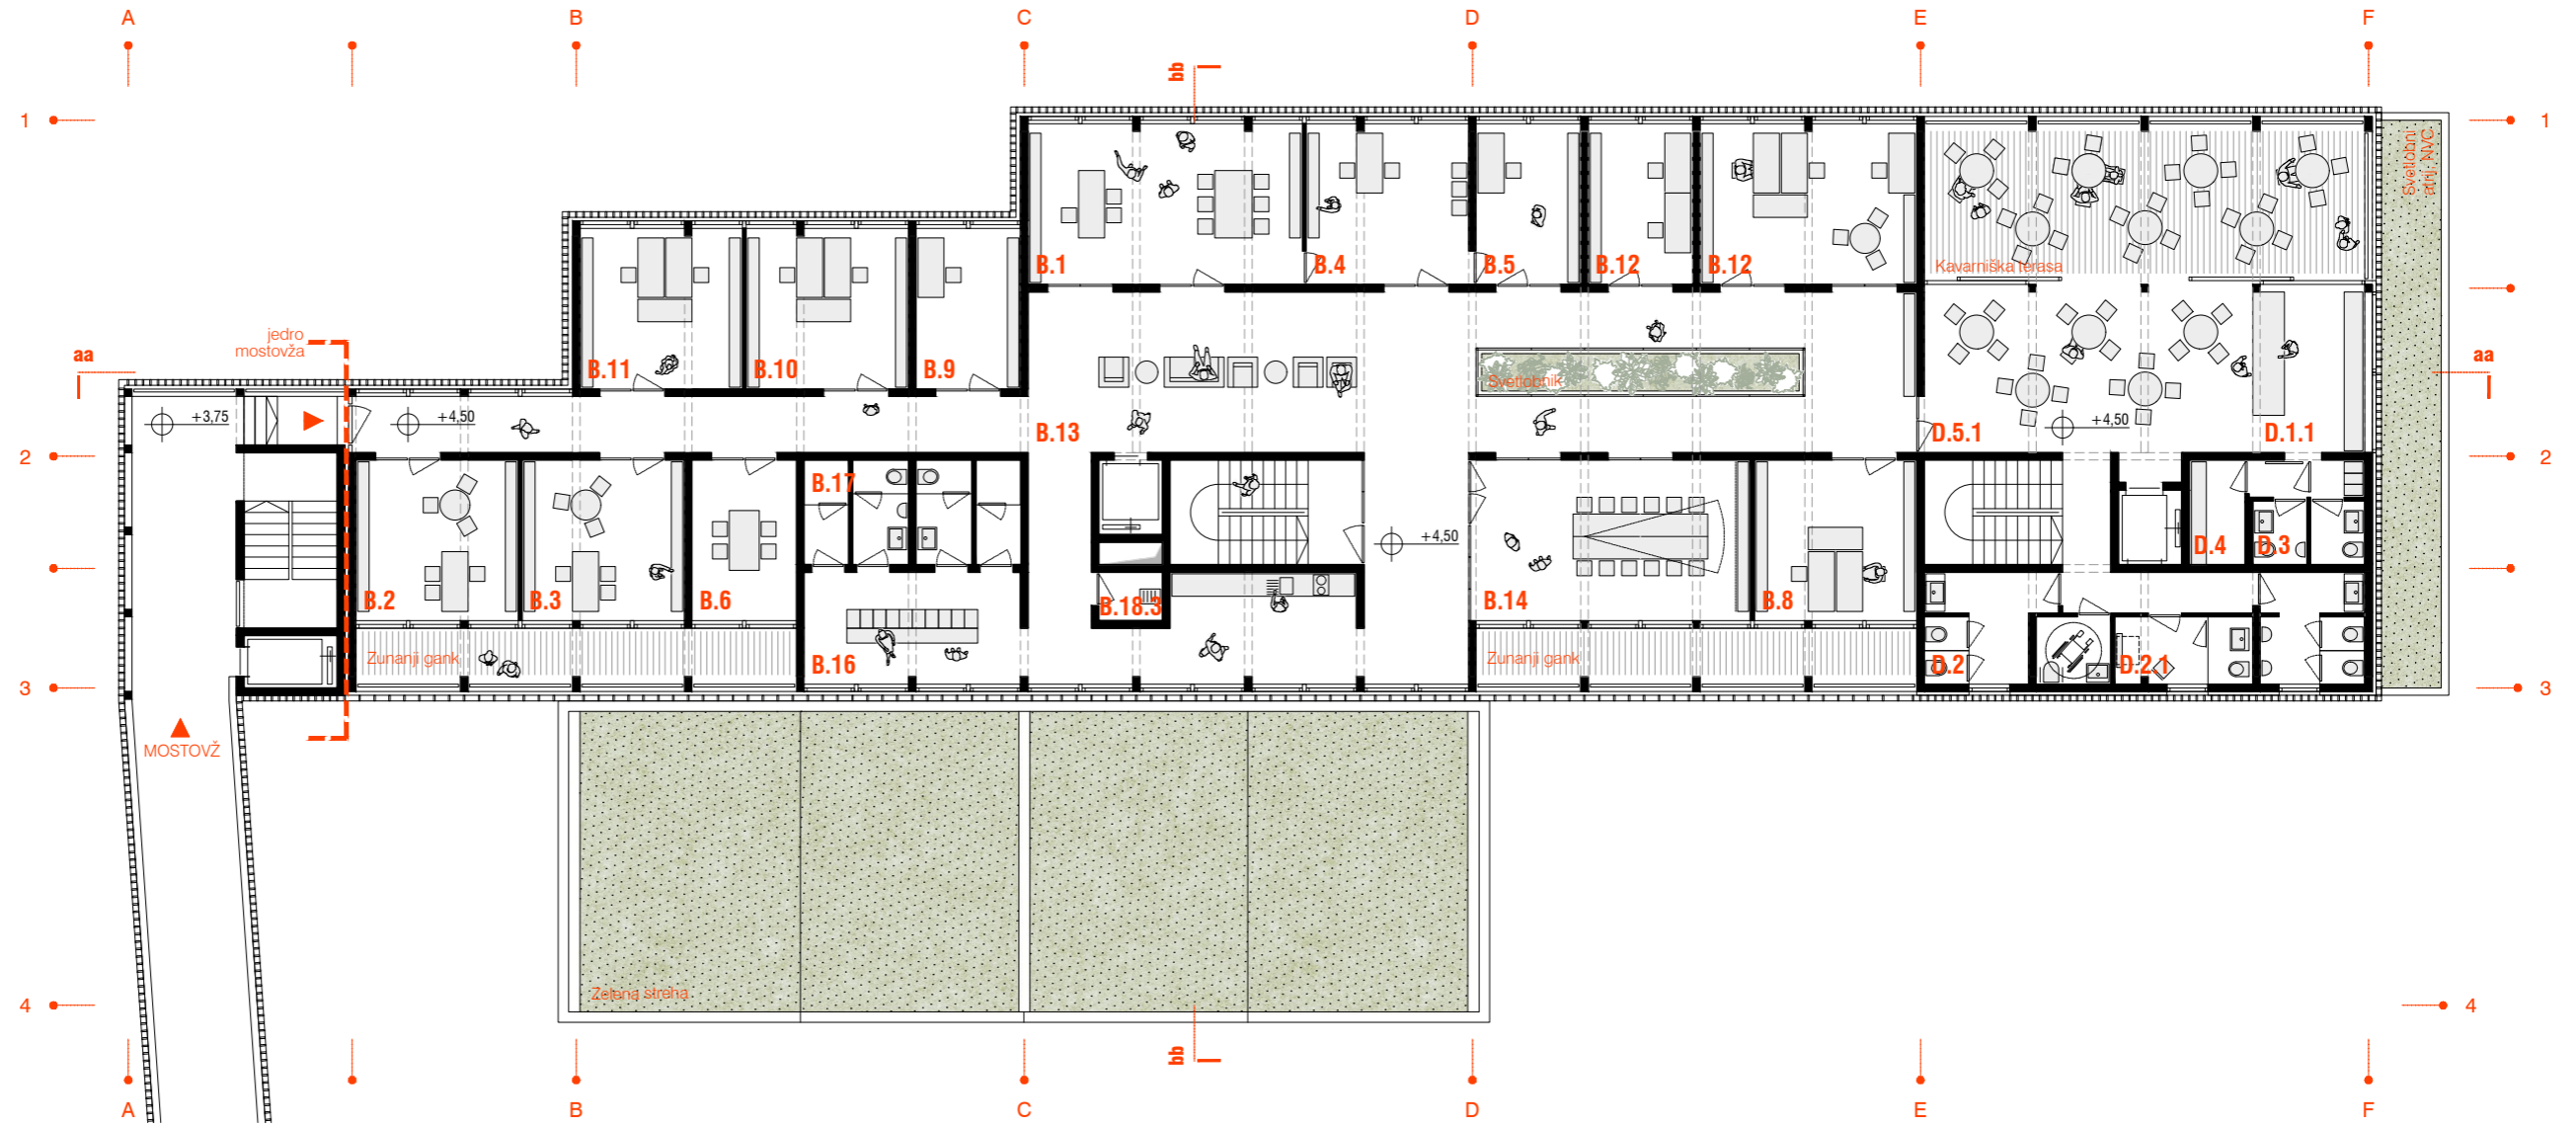 A
B
C
D
E
F
bb
1
1
Svetlobni
atrij NVC
B.1
B.4
B.5
B.12
B.12
Kavarniška terasa
jedro
mostovža
aa
aa
B.11
B.10
B.9
Svetlobnik
+3,75
+4,50
B.13
D.5.1
+4,50
D.1.1
2
2
B.17
+4,50
D.4
D.3
B.2
B.3
B.6
B.18.3
B.14
B.8
Zunanji gank
B.16
Zunanji gank
D.2
D.2.1
3
3
MOSTOVŽ
Zelena streha
4
4
bb
A
B
C
D
E
F